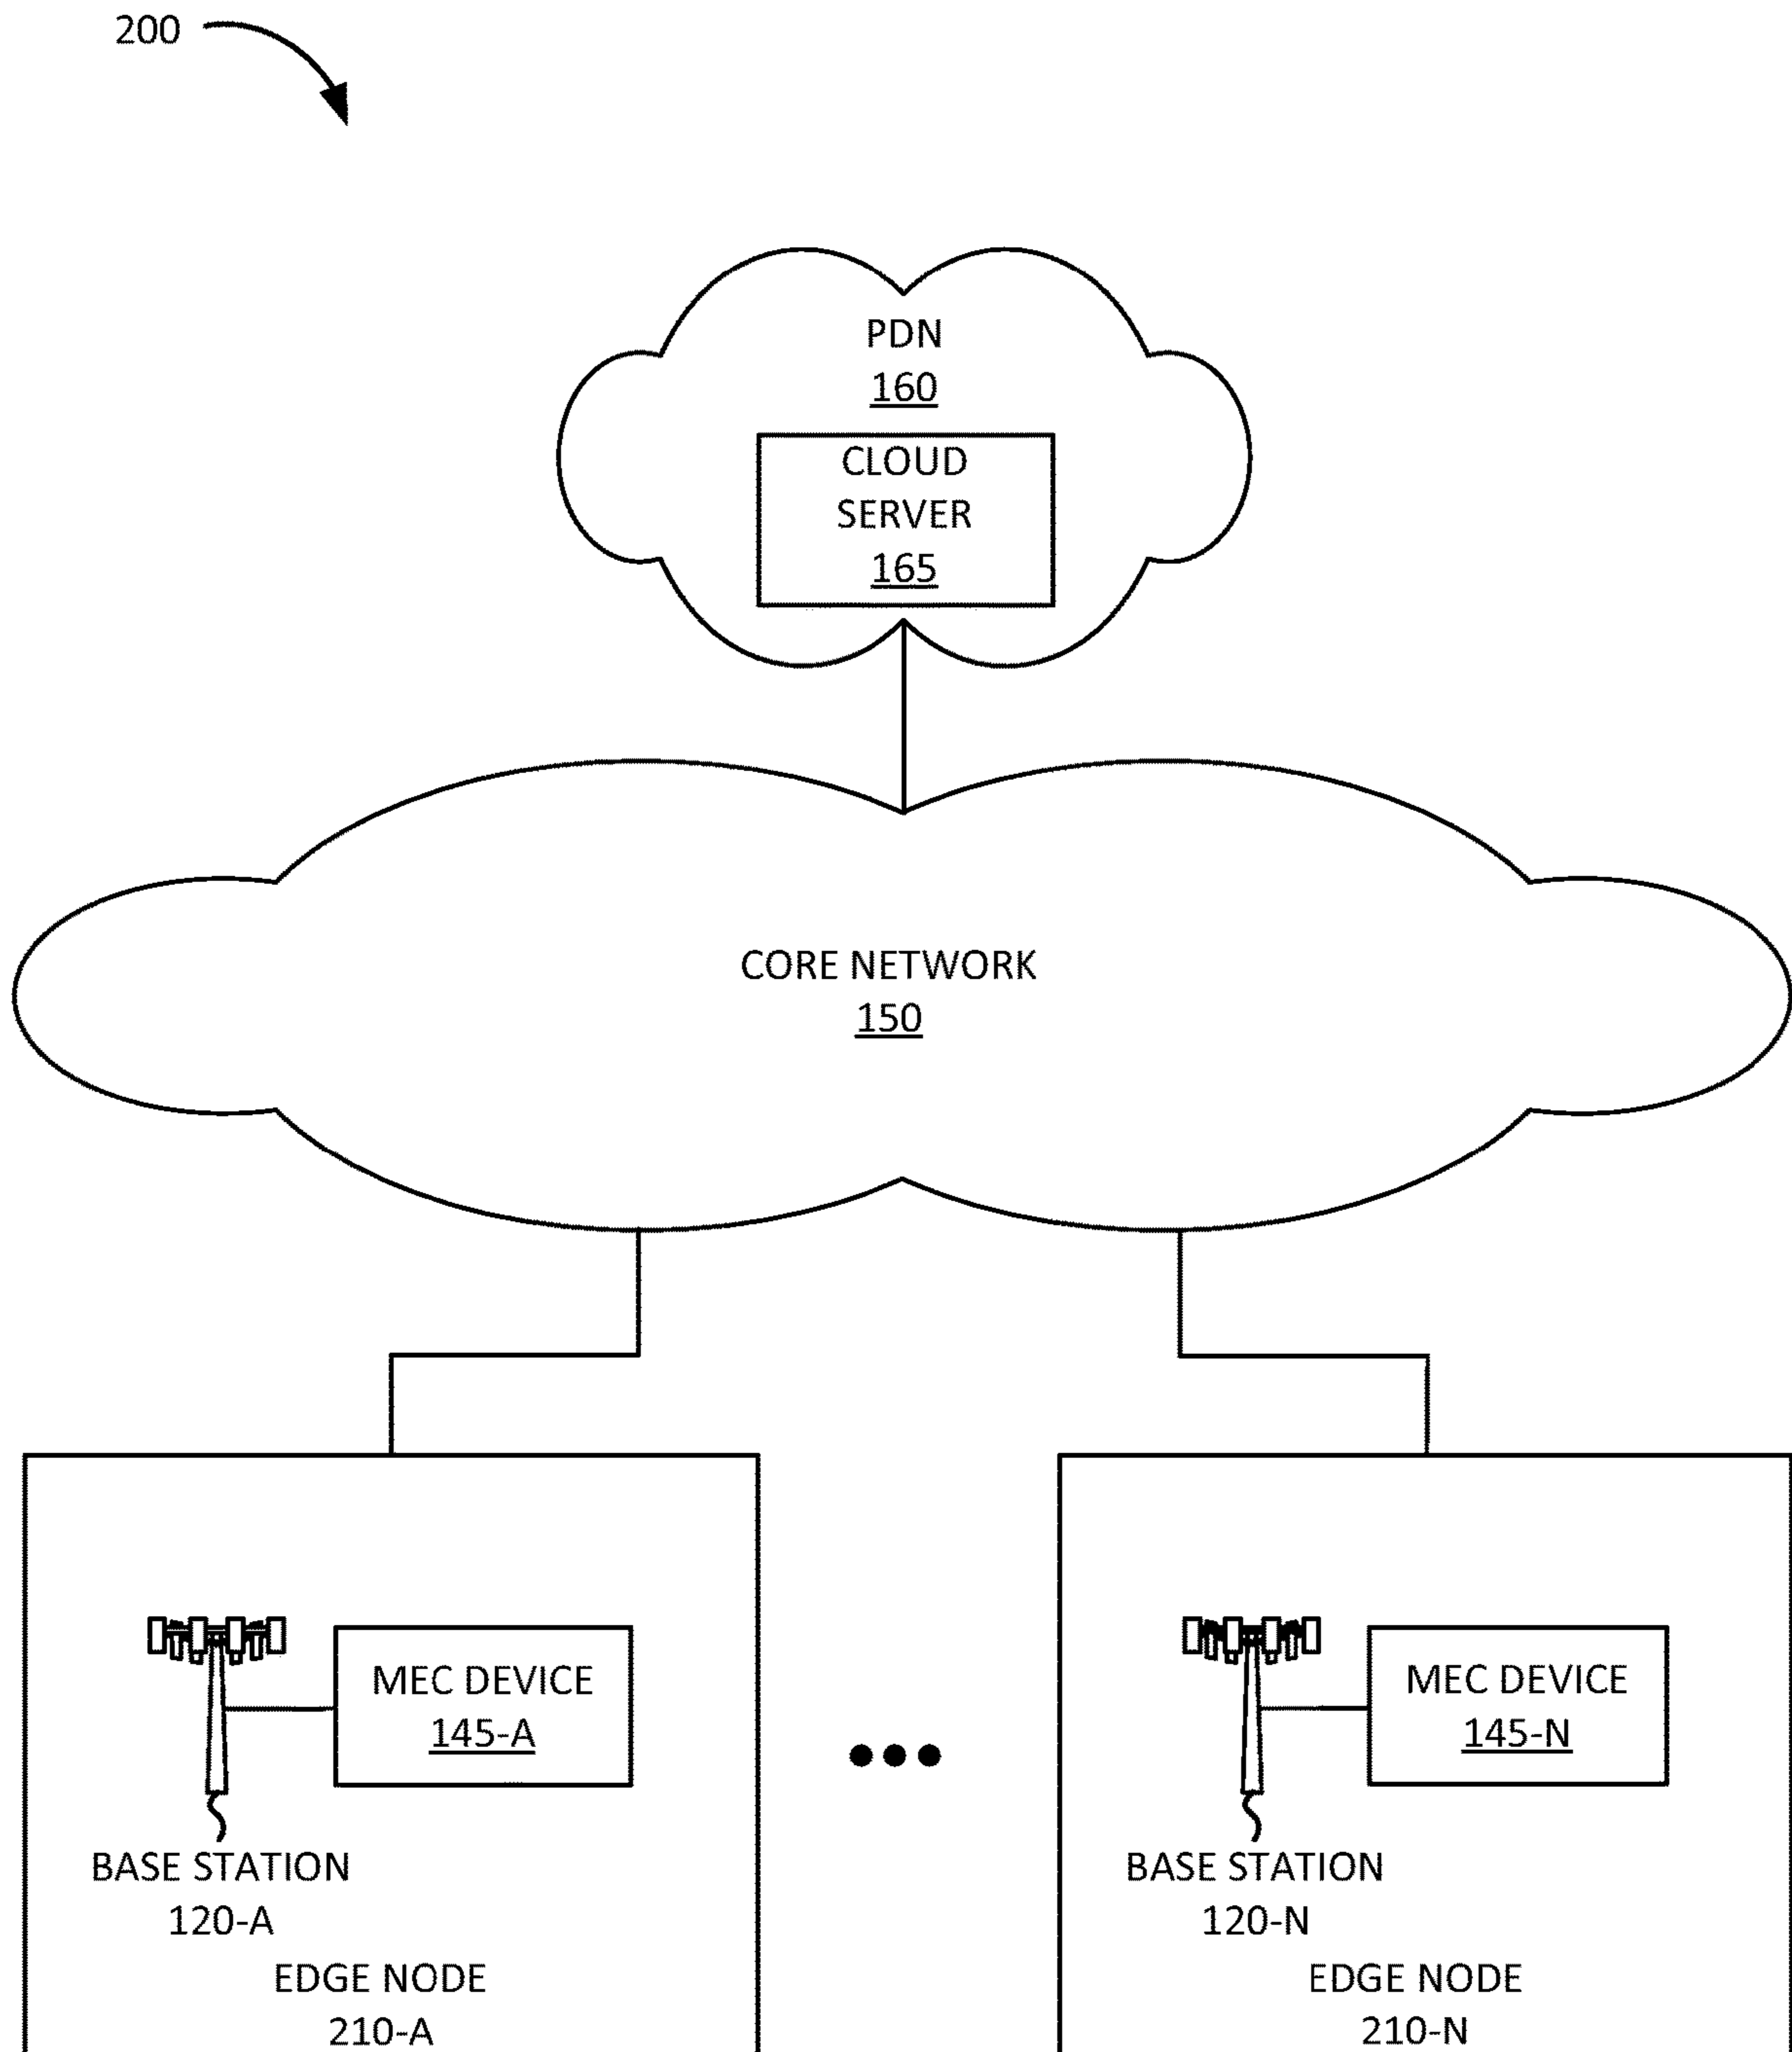 200
PDN
160
CLOUD
SERVER
165
CORE NETWORK
150
MEC DEVICE
145-A
BASE STATION
120-A
EDGE NODE
210-A
MEC DEVICE
145-N
BASE STATION
120-N
EDGE NODE
210-N